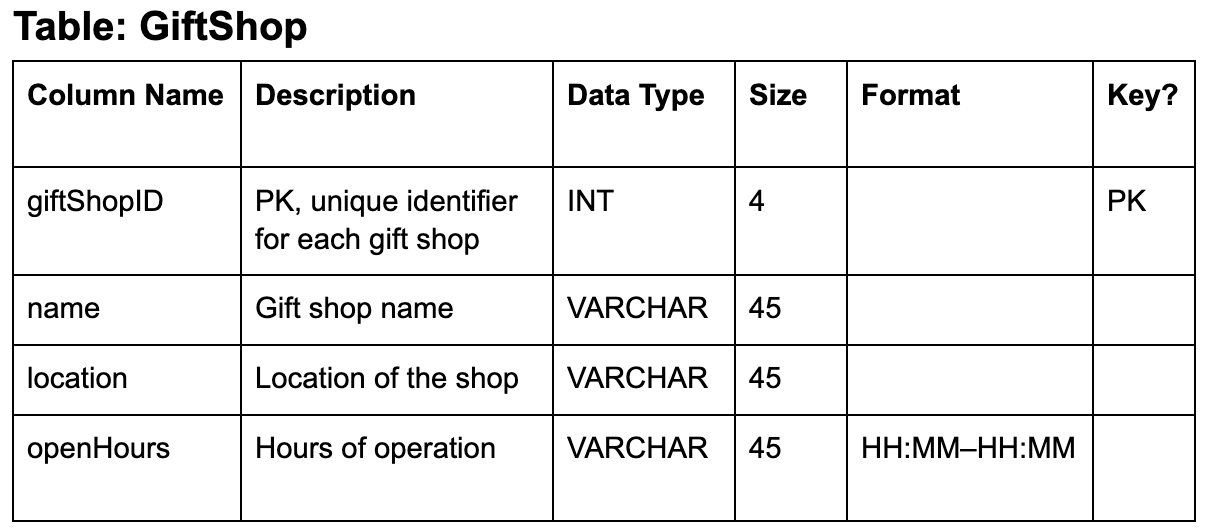 Table: GiftShop
Column Name Description Data Type Size Format Key?
giftShopID PK, unique identifier INT 4 PK
for each gift shop
name Gift shop name VARCHAR 45
location Location of the shop VARCHAR 45
openHours Hours of operation VARCHAR 45 HH:MM–HH:MM